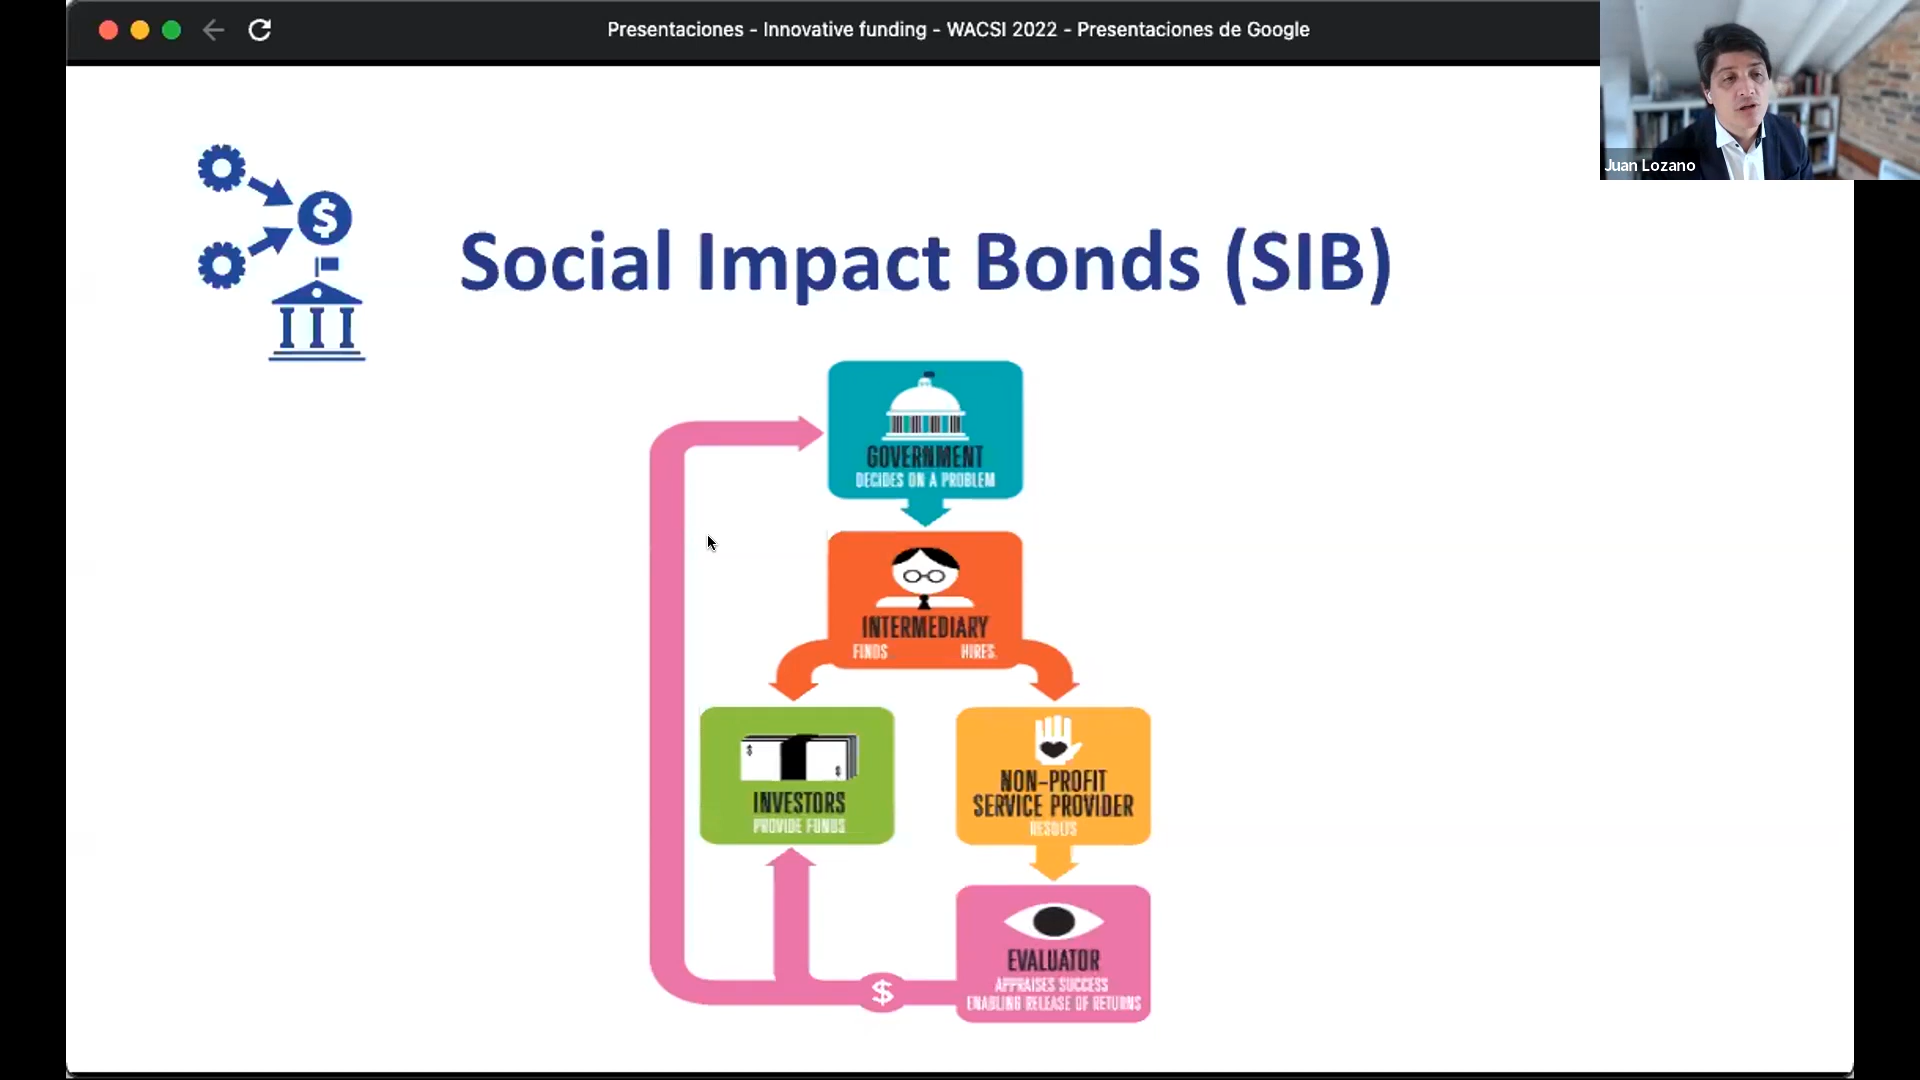 Presentaciones - Innovative funding - WACSI 2022 - Presentaciones de Google
Juan Lozano
$
Social Impact Bonds (SIB)
GOVERNMENT
DECIDES ON A PROBLEM
INTERMEDIARY
FINDS HIRES
$
$
INVESTORS
PROVIDE FUNDS
NON-PROFIT
SERVICE PROVIDER
RESULTS
EVALUATOR
APPRAISES SUCCESS
ENABLING RELEASE OF RETURNS
$